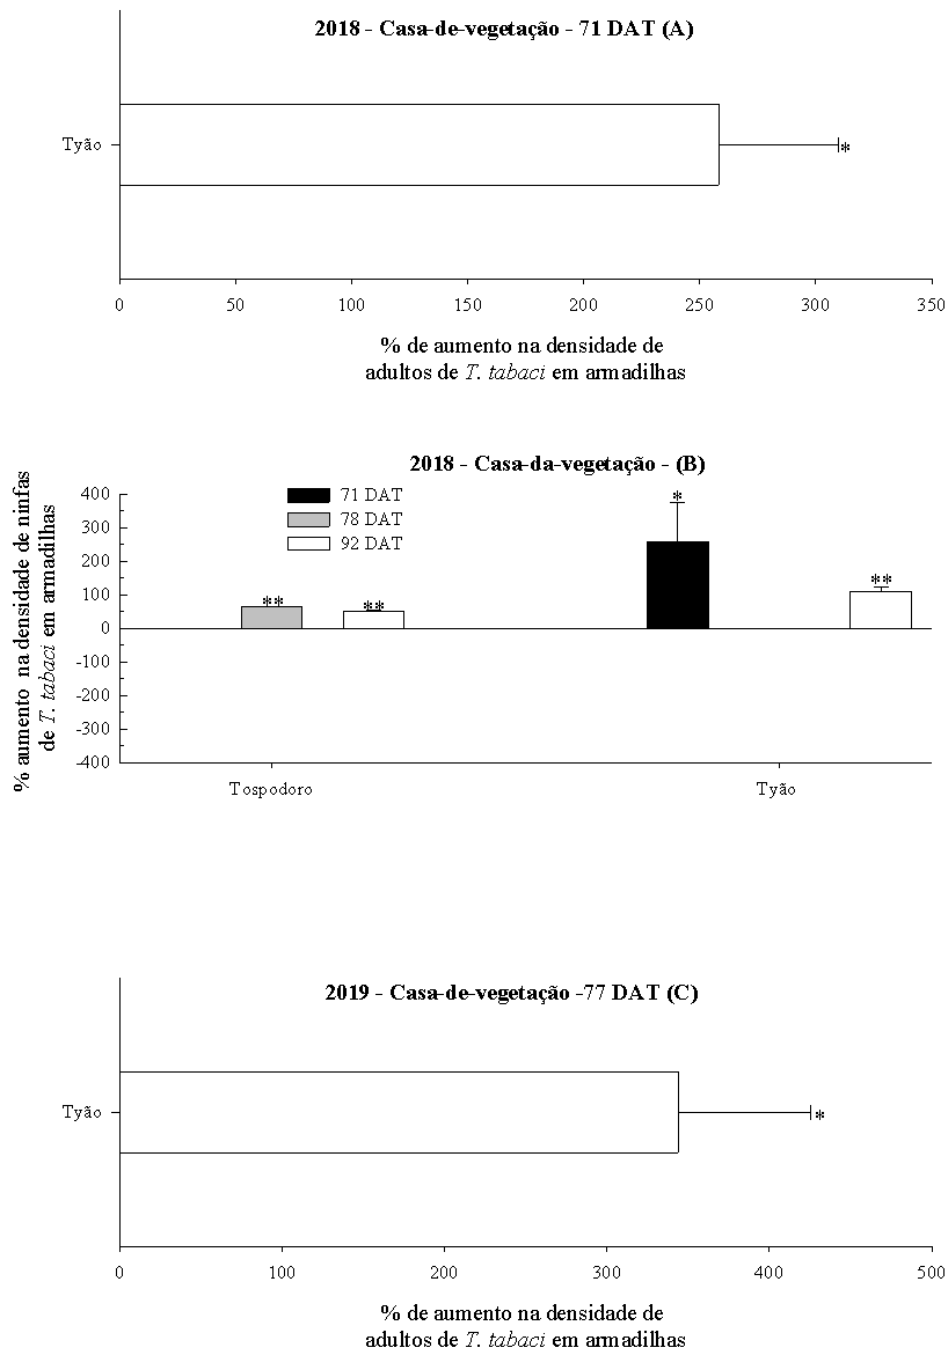 2018 - Casa-de-vegetação - 71 DAT (A)
Tyão
*
0 50 100 150 200 250 300 350
% de aumento na densidade de
adultos de T. tabaci em armadilhas
2018 - Casa-da-vegetação - (B)
% aumento na densidade de ninfas
de T. tabaci em armadilhas
400
300
200
100
0
-100
-200
-300
-400
71 DAT
78 DAT
92 DAT
**
**
*
**
Tospodoro Tyão
2019 - Casa-de-vegetação -77 DAT (C)
Tyão
*
0 100 200 300 400 500
% de aumento na densidade de
adultos de T. tabaci em armadilhas